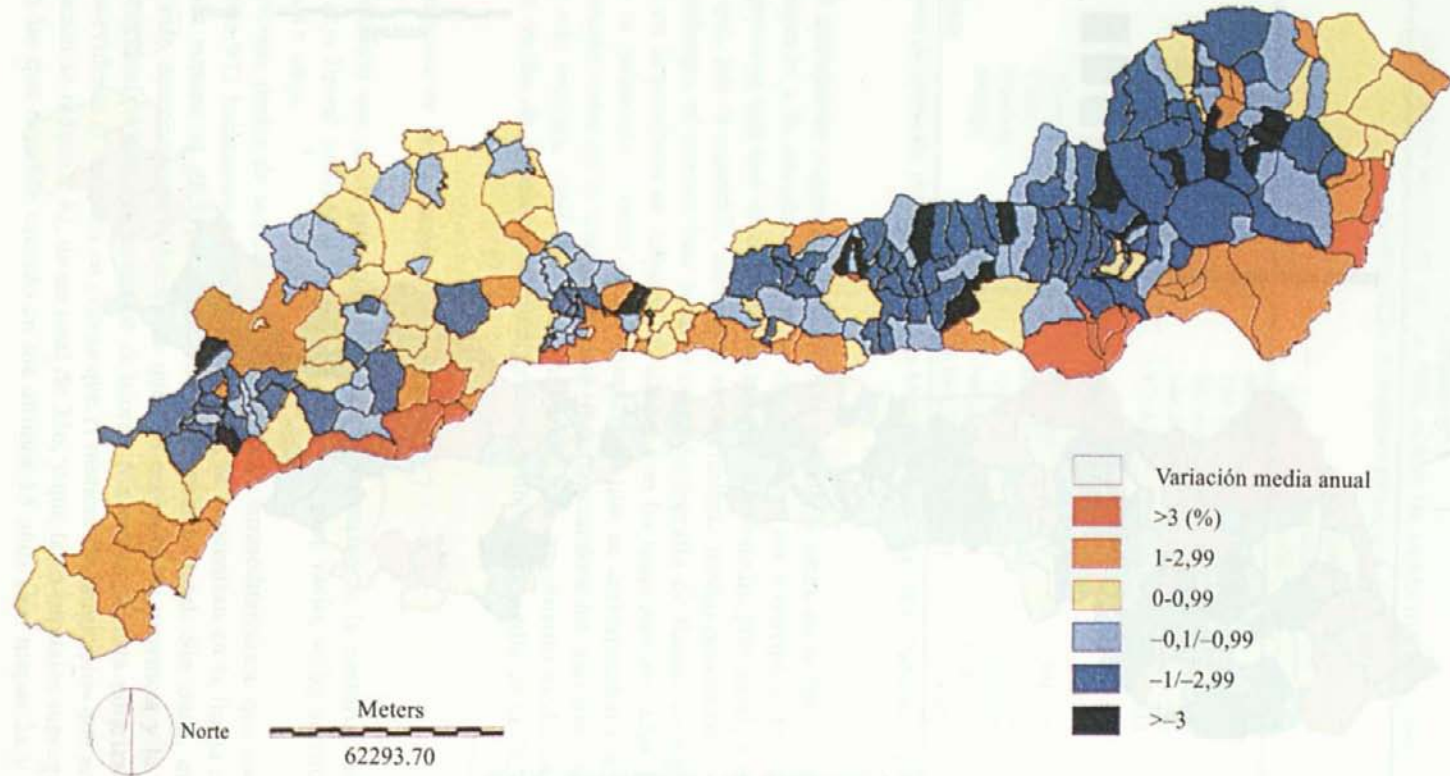 Variación media anual
>3 (%)
1-2,99
0-0,99
–0,1/–0,99
–1/–2,99
>–3
Norte
Meters
62293.70